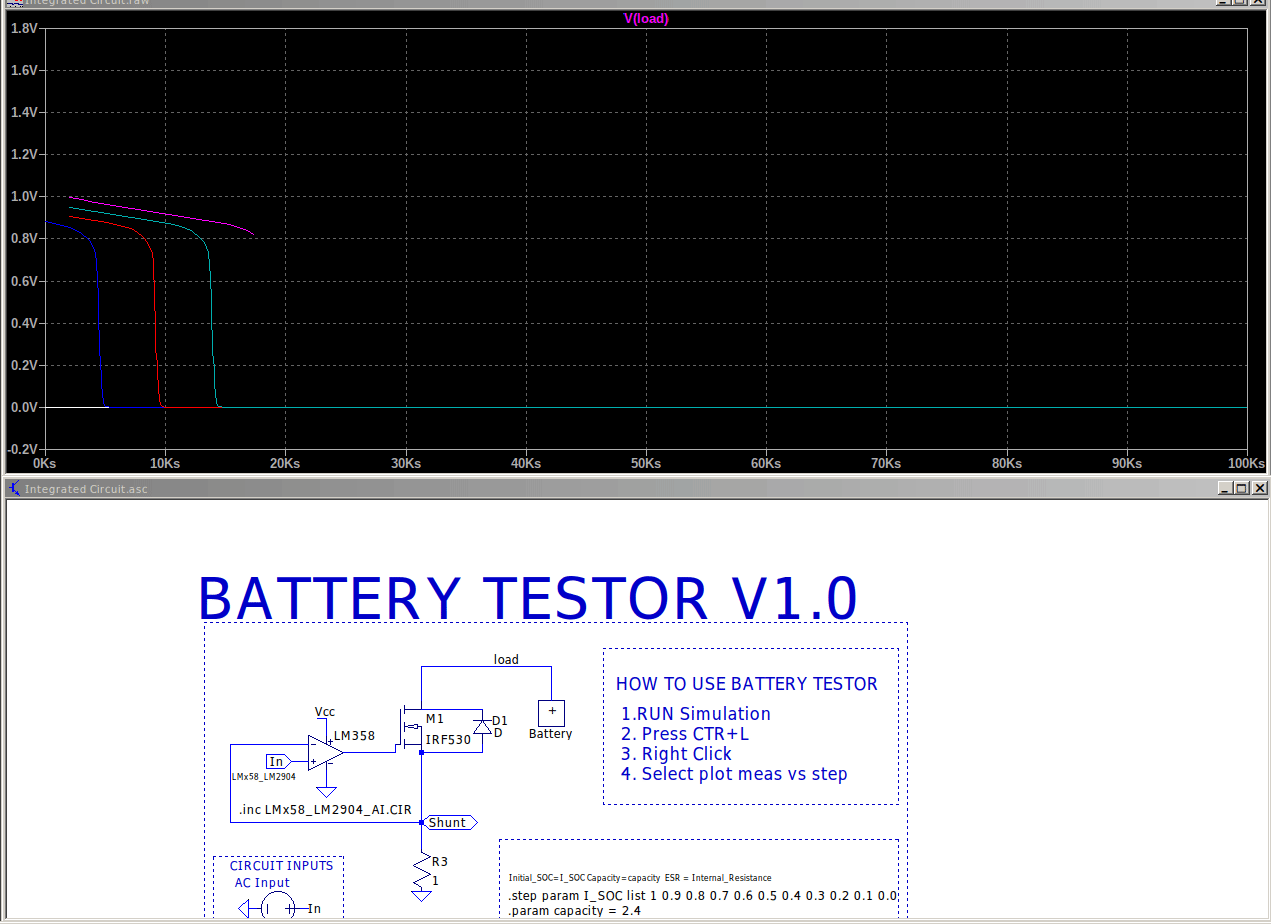 Integrated Circuit.raw
V(load)
1.8V
1.6V
1.4V
1.2V
1.0V
0.8V
0.6V
0.4V
0.2V
0.0V
-0.2V
0Ks 10Ks 20Ks 30Ks 40Ks 50Ks 60Ks 70Ks 80Ks 90Ks 100Ks
Integrated Circuit.asc
BATTERY TESTOR V1.0
load
Vcc
LM358
M1
IRF530
D1
D
+
Battery
In
LMx58_LM2904
.inc LMx58_LM2904_AI.CIR
Shunt
R3
1
HOW TO USE BATTERY TESTOR
1.RUN Simulation
2. Press CTR+L
3. Right Click
4. Select plot meas vs step
CIRCUIT INPUTS
AC Input
In
Initial_SOC=I_SOC Capacity=capacity ESR = Internal_Resistance
.step param I_SOC list 1 0.9 0.8 0.7 0.6 0.5 0.4 0.3 0.2 0.1 0.0
.param capacity = 2.4